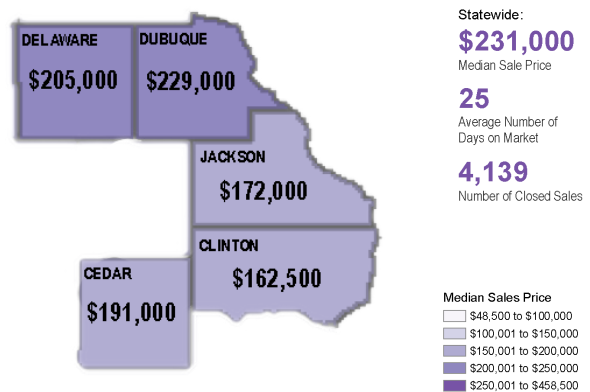 DELAWARE
$205,000
DUBUQUE
$229,000
JACKSON
$172,000
CLINTON
$162,500
CEDAR
$191,000
Statewide:
$231,000
Median Sale Price
25
Average Number of
Days on Market
4,139
Number of Closed Sales
Median Sales Price
$48,500 to $100,000
$100,001 to $150,000
$150,001 to $200,000
$200,001 to $250,000
$250,001 to $458,500